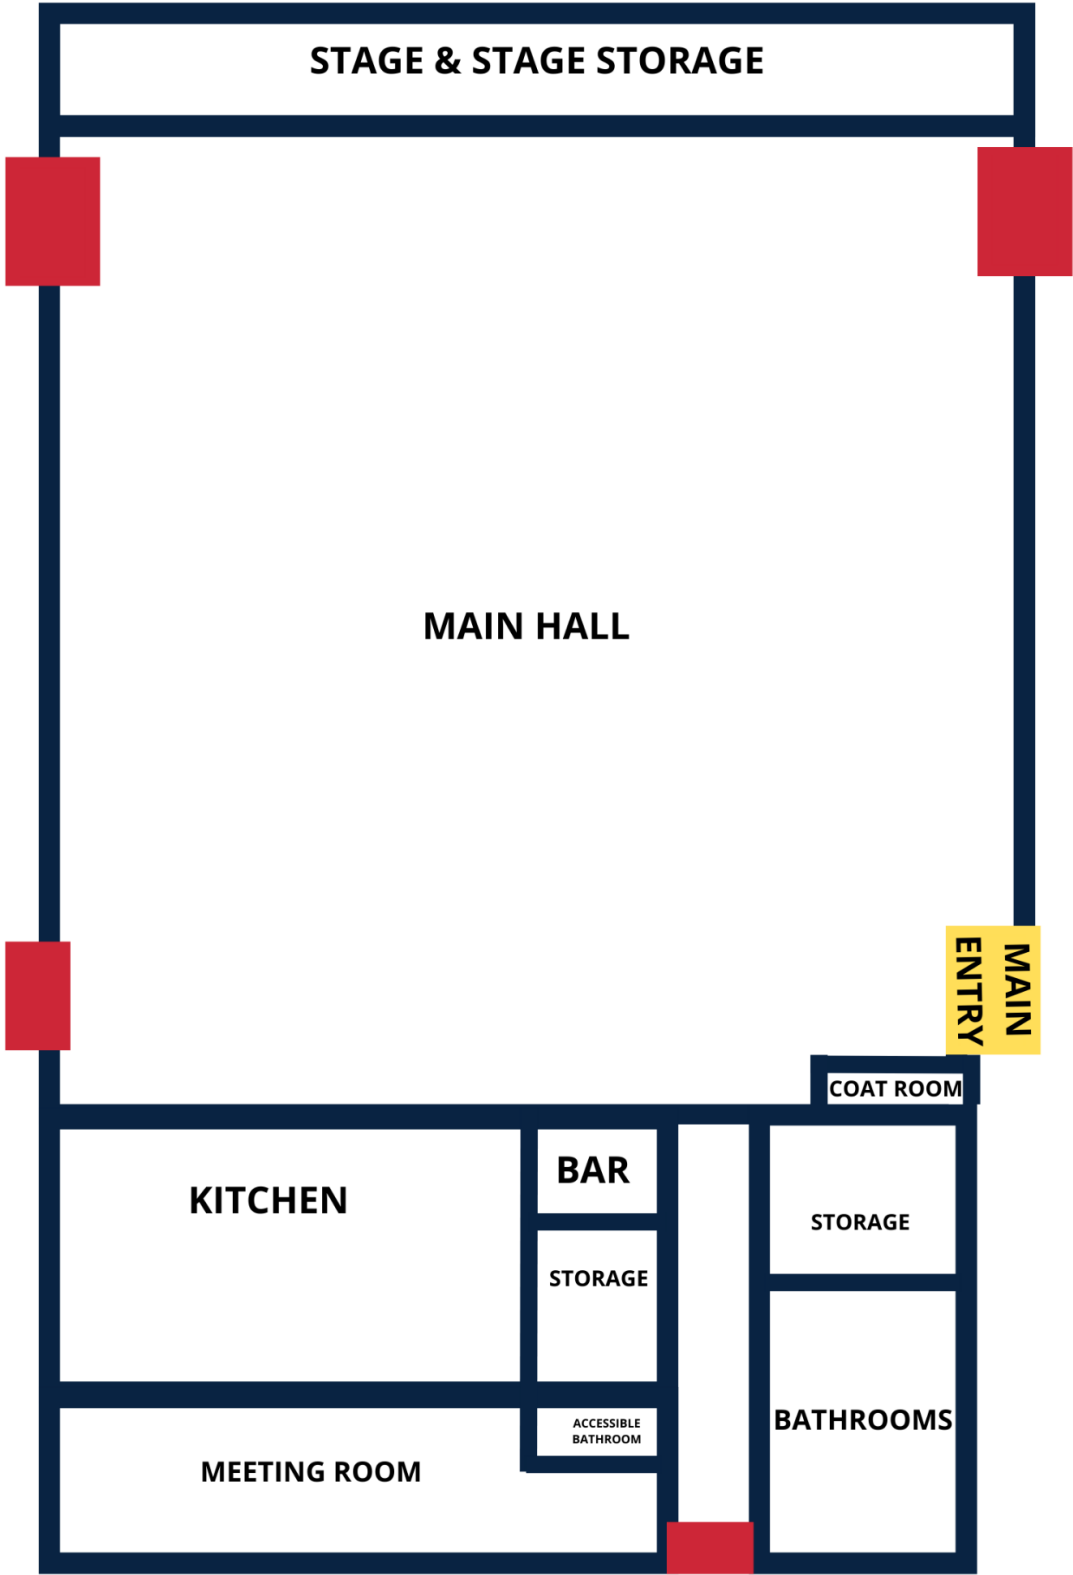 STAGE & STAGE STORAGE
MAIN HALL
MAIN
ENTRY
COAT ROOM
BAR
KITCHEN
STORAGE
STORAGE
ACCESSIBLE
BATHROOM
BATHROOMS
MEETING ROOM